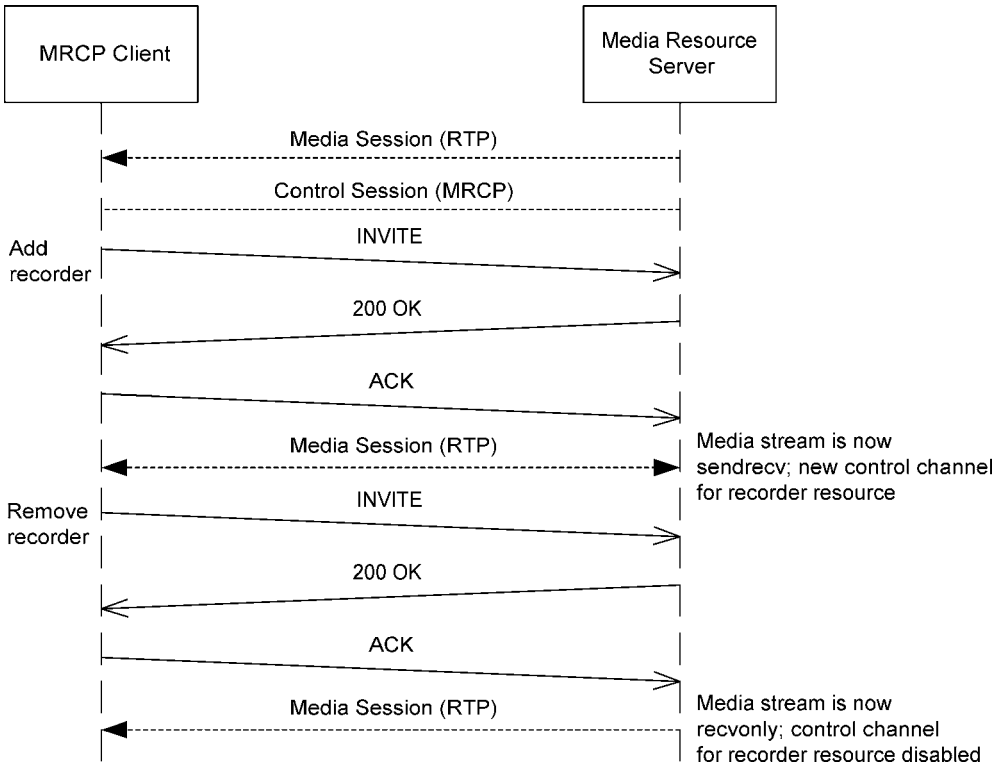 MRCP Client
Media Resource
Server
Media Session (RTP)
Control Session (MRCP)
INVITE
Add
recorder
200 OK
ACK
Media Session (RTP)
Media stream is now
sendrecv; new control channel
for recorder resource
INVITE
Remove
recorder
200 OK
ACK
Media Session (RTP)
Media stream is now
recvonly; control channel
for recorder resource disabled